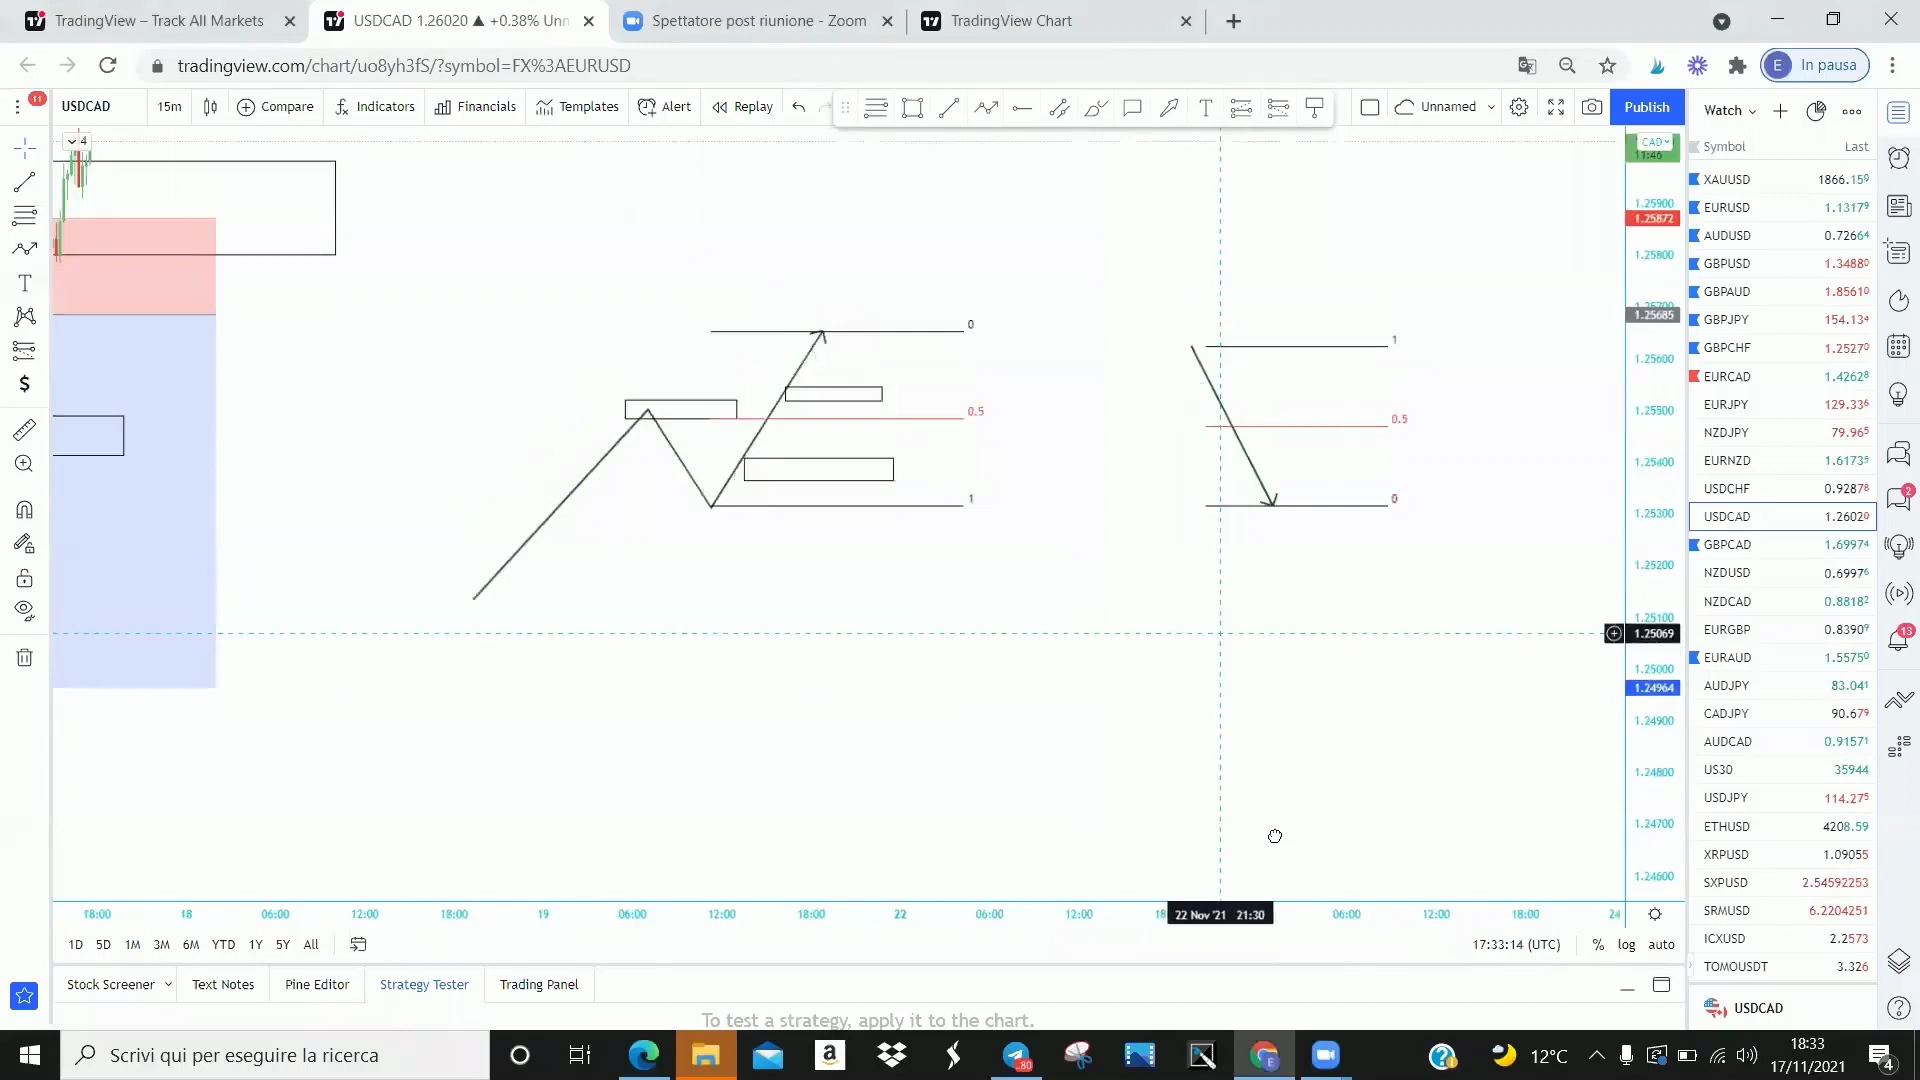 TradingView – Track All Markets
USDCAD 1.26020 ▲ +0.38% Unn
Spettatore post riunione - Zoom
TradingView Chart
tradingview.com/chart/uo8yh3fS/?symbol=FX%3AEURUSD
E In pausa
11
USDCAD 15m Compare Indicators Financials Templates Alert Replay Unnamed Publish
Watch
4
CAD
11:46
1.25900
1.25872
1.25800
1.25700
1.25685
1.25600
1.25500
1.25400
1.25300
1.25200
1.25100
1.25069
1.25000
1.24964
1.24900
1.24800
1.24700
1.24600
0
0.5
1
1
0.5
0
18:00 18 06:00 12:00 18:00 19 06:00 12:00 18:00 22 06:00 12:00 18 22 Nov '21 21:30 06:00 12:00 18:00 24
1D 5D 1M 3M 6M YTD 1Y 5Y All
17:33:14 (UTC) % log auto
Stock Screener Text Notes Pine Editor Strategy Tester Trading Panel
To test a strategy, apply it to the chart.
Symbol Last
XAUUSD 1866.159
EURUSD 1.13179
AUDUSD 0.72664
GBPUSD 1.34880
GBPAUD 1.85610
GBPJPY 154.134
GBPCHF 1.25270
EURCAD 1.42628
EURJPY 129.336
NZDJPY 79.965
EURNZD 1.61735
USDCHF 0.92878
USDCAD 1.26020
GBPCAD 1.69974
NZDUSD 0.69976
NZDCAD 0.88182
EURGBP 0.83909
EURAUD 1.55750
AUDJPY 83.041
CADJPY 90.679
AUDCAD 0.91571
US30 35944
USDJPY 114.275
ETHUSD 4208.59
XRPUSD 1.09055
SXPUSD 2.54592253
SRMUSD 6.2204251
ICXUSD 2.2573
TOMOUSDT 3.326
USDCAD
2
13
Scrivi qui per eseguire la ricerca
80
12°C
18:33
17/11/2021
4